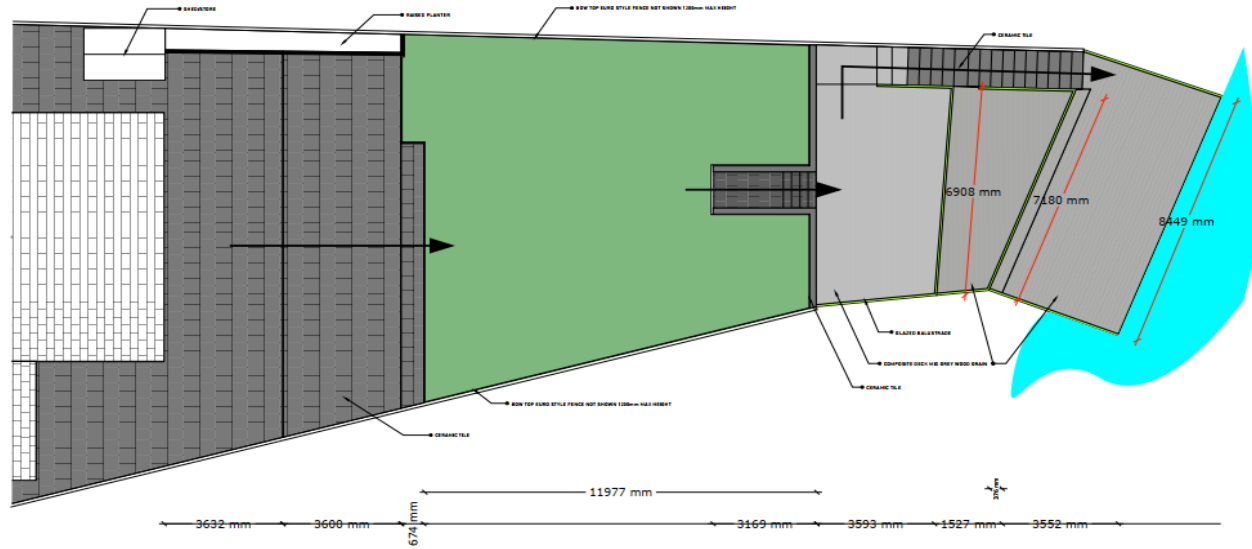 BOW TOP EURO STYLE FENCE NOT SHOWN 1200mm MAX HEIGHT
SHED/STORE
RAISED PLANTER
CERAMIC TILE
6908 mm
7180 mm
8449 mm
GLAZED BALUSTRADE
COMPOSITE DECK MID GREY WOOD GRAIN
CERAMIC TILE
BOW TOP EURO STYLE FENCE NOT SHOWN 1200mm MAX HEIGHT
CERAMIC TILE
11977 mm
376 mm
3632 mm
3600 mm
674 mm
3169 mm
3593 mm
1527 mm
3552 mm